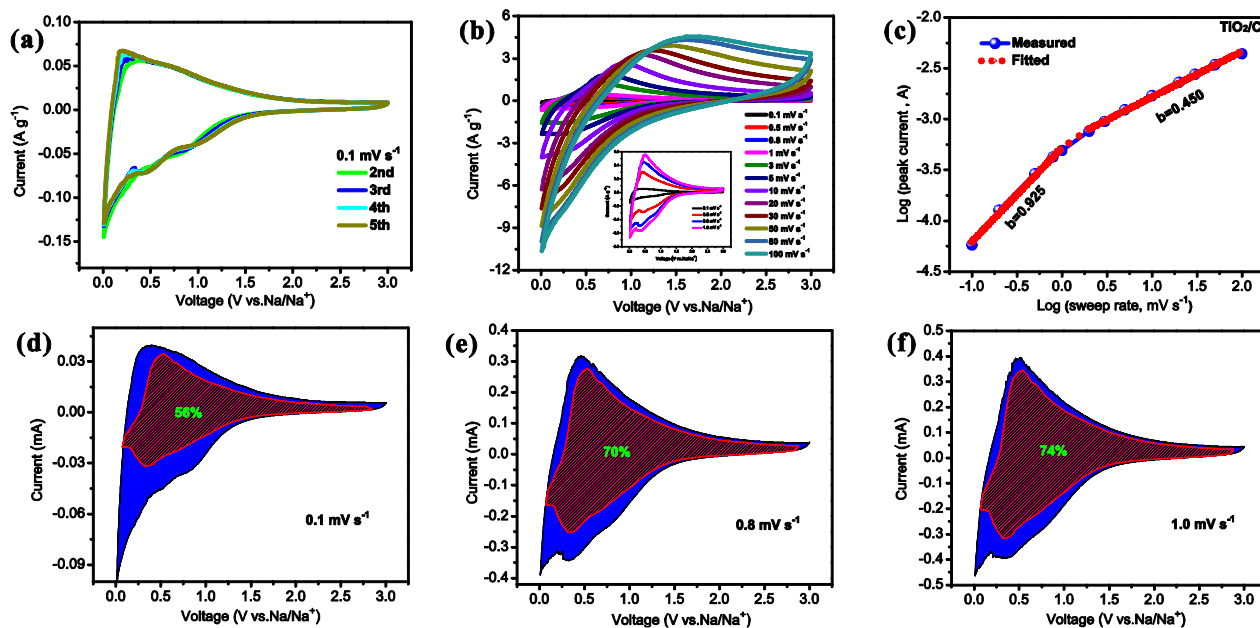 (a)
0.10
0.05
0.00
-0.05
-0.10
-0.15
Current (A g-1)
0.1 mV s-1
2nd
3rd
4th
5th
0.0 0.5 1.0 1.5 2.0 2.5 3.0
Voltage (V vs.Na/Na+)
(b)
6
3
0
-3
-6
-9
-12
Current (A g-1)
0.1 mV s-1
0.5 mV s-1
0.8 mV s-1
1 mV s-1
3 mV s-1
5 mV s-1
10 mV s-1
20 mV s-1
30 mV s-1
50 mV s-1
80 mV s-1
100 mV s-1
0.0 0.5 1.0 1.5 2.0 2.5 3.0
Voltage (V vs.Na/Na+)
(c)
TiO2/C
Measured
Fitted
-2.0
-2.5
-3.0
-3.5
-4.0
-4.5
Log (peak current , A)
b=0.925
b=0.450
-1.0 -0.5 0.0 0.5 1.0 1.5 2.0
Log (sweep rate, mV s-1)
(d)
0.03
0.00
-0.03
-0.06
-0.09
Current (mA)
56%
0.1 mV s-1
0.0 0.5 1.0 1.5 2.0 2.5 3.0
Voltage (V vs.Na/Na+)
(e)
0.4
0.3
0.2
0.1
0.0
-0.1
-0.2
-0.3
-0.4
Current (mA)
70%
0.8 mV s-1
0.0 0.5 1.0 1.5 2.0 2.5 3.0
Voltage (V vs.Na/Na+)
(f)
0.5
0.4
0.3
0.2
0.1
0.0
-0.1
-0.2
-0.3
-0.4
-0.5
Current (mA)
74%
1.0 mV s-1
0.0 0.5 1.0 1.5 2.0 2.5 3.0
Voltage (V vs.Na/Na+)